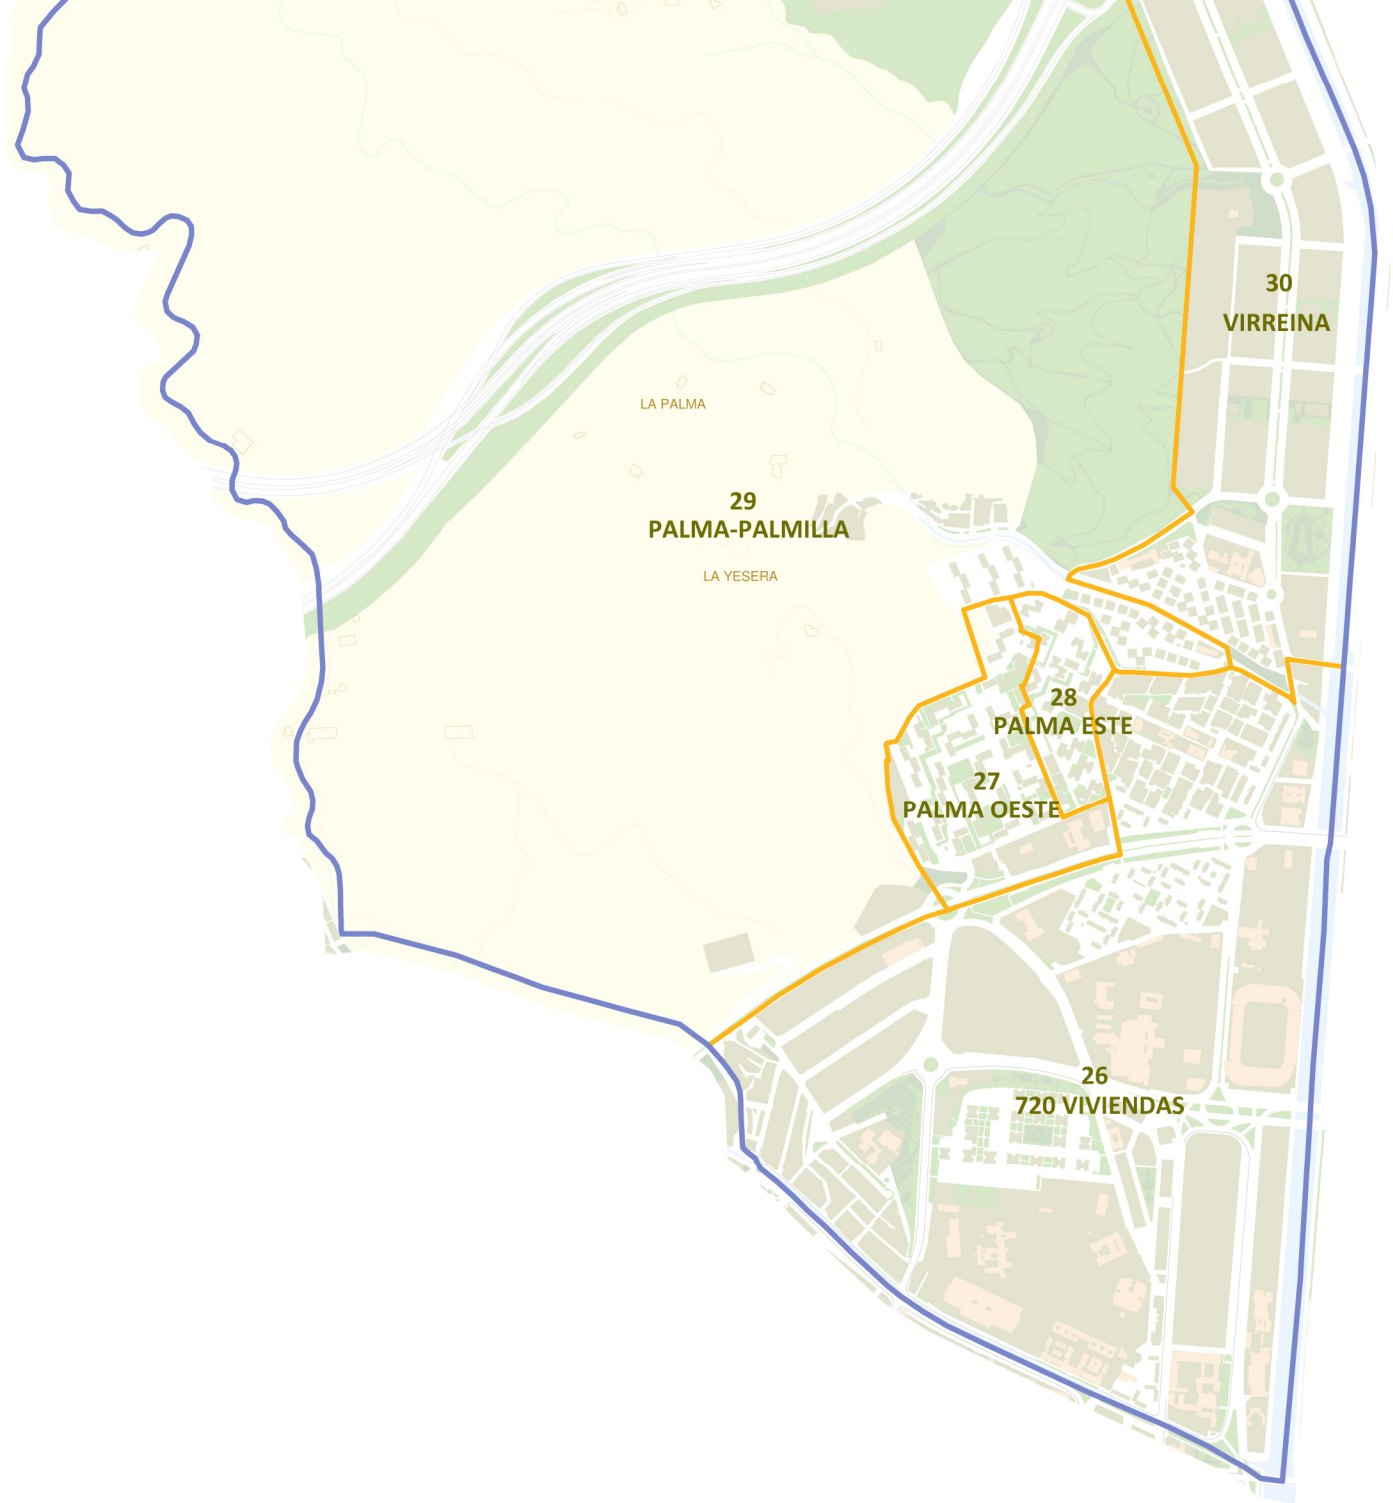 30
VIRREINA
LA PALMA
29
PALMA-PALMILLA
LA YESERA
28
PALMA ESTE
27
PALMA OESTE
26
720 VIVIENDAS